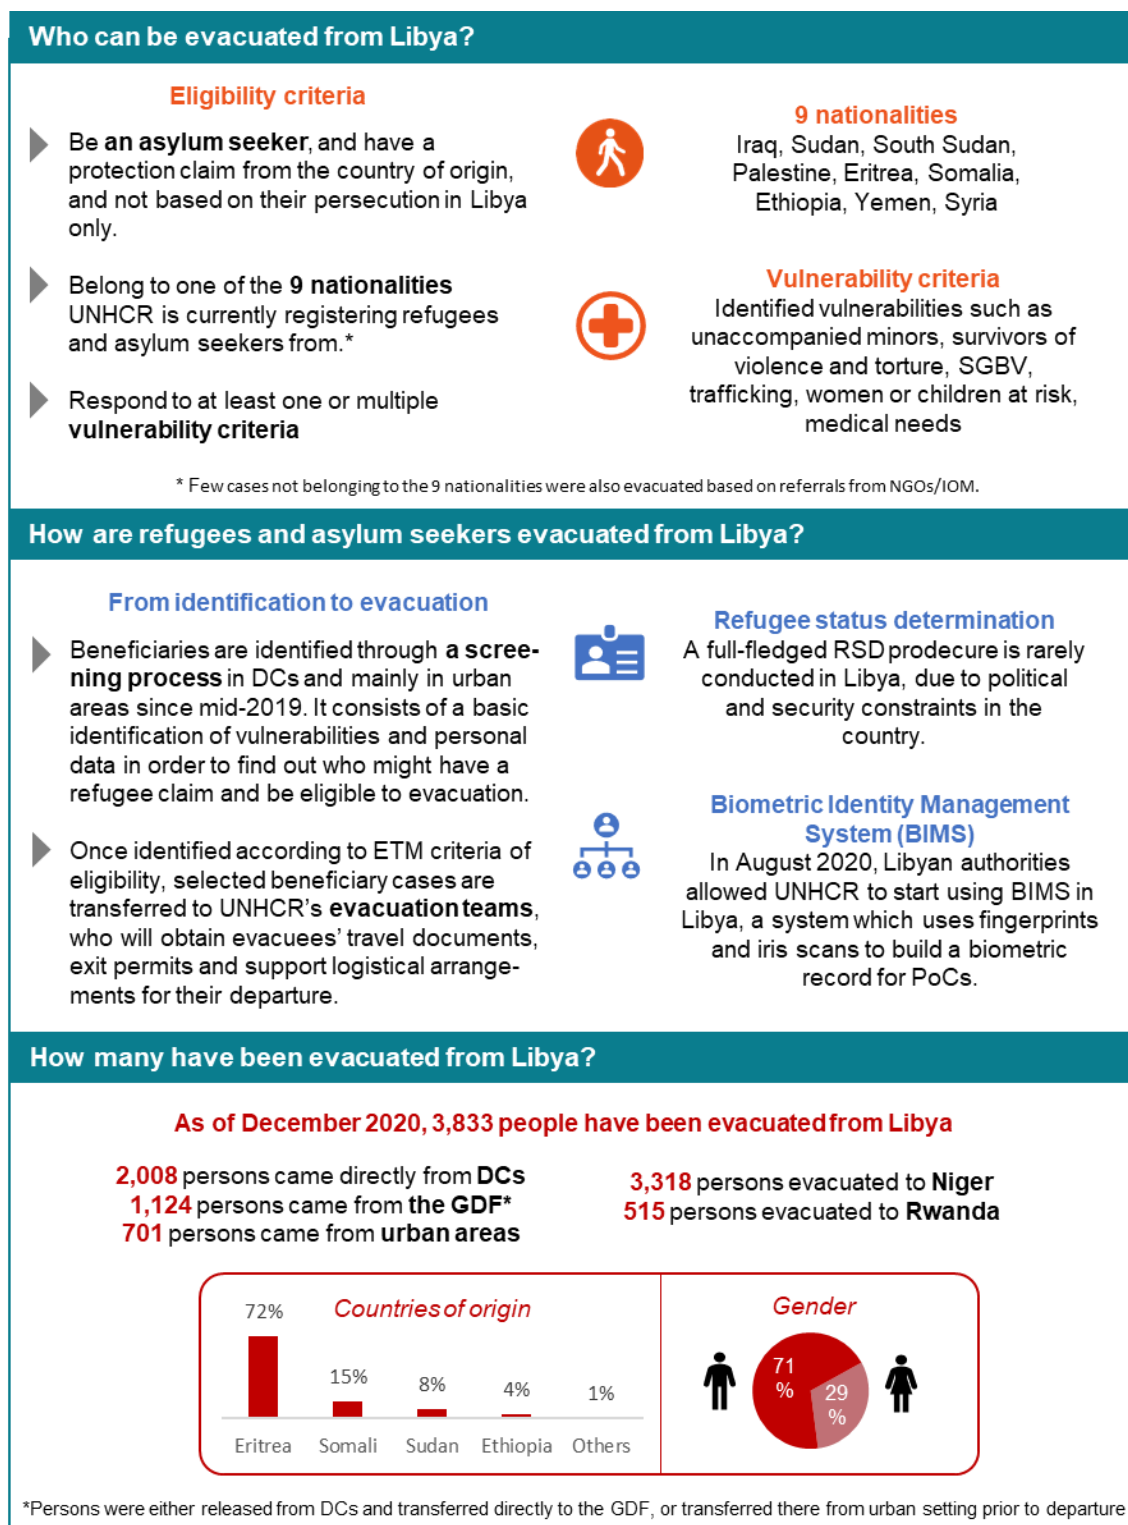 Who can be evacuated from Libya?
Eligibility criteria
Be an asylum seeker, and have a
protection claim from the country of origin,
and not based on their persecution in Libya
only.
Belong to one of the 9 nationalities
UNHCR is currently registering refugees
and asylum seekers from.*
Respond to at least one or multiple
vulnerability criteria
9 nationalities
Iraq, Sudan, South Sudan,
Palestine, Eritrea, Somalia,
Ethiopia, Yemen, Syria
Vulnerability criteria
Identified vulnerabilities such as
unaccompanied minors, survivors of
violence and torture, SGBV,
trafficking, women or children at risk,
medical needs
* Few cases not belonging to the 9 nationalities were also evacuated based on referrals from NGOs/IOM.
How are refugees and asylum seekers evacuated from Libya?
From identification to evacuation
Beneficiaries are identified through a scree-
ning process in DCs and mainly in urban
areas since mid-2019. It consists of a basic
identification of vulnerabilities and personal
data in order to find out who might have a
refugee claim and be eligible to evacuation.
Once identified according to ETM criteria of
eligibility, selected beneficiary cases are
transferred to UNHCR's evacuation teams,
who will obtain evacuees' travel documents,
exit permits and support logistical arrange-
ments for their departure.
Refugee status determination
A full-fledged RSD prodecure is rarely
conducted in Libya, due to political
and security constraints in the
country.
Biometric Identity Management
System (BIMS)
In August 2020, Libyan authorities
allowed UNHCR to start using BIMS in
Libya, a system which uses fingerprints
and iris scans to build a biometric
record for PoCs.
How many have been evacuated from Libya?
As of December 2020, 3,833 people have been evacuated from Libya
2,008 persons came directly from DCs
1,124 persons came from the GDF*
701 persons came from urban areas
3,318 persons evacuated to Niger
515 persons evacuated to Rwanda
Countries of origin
72%
15%
8%
4%
1%
Eritrea Somali Sudan Ethiopia Others
Gender
71
%
29
%
*Persons were either released from DCs and transferred directly to the GDF, or transferred there from urban setting prior to departure